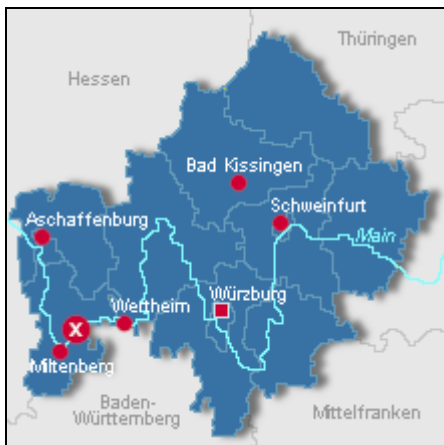 Thüringen
Hessen
Bad Kissingen
Schweinfurt
Aschaffenburg
Main
Würzburg
Wertheim
X
Miltenberg
Baden-
Württemberg
Mittelfranken